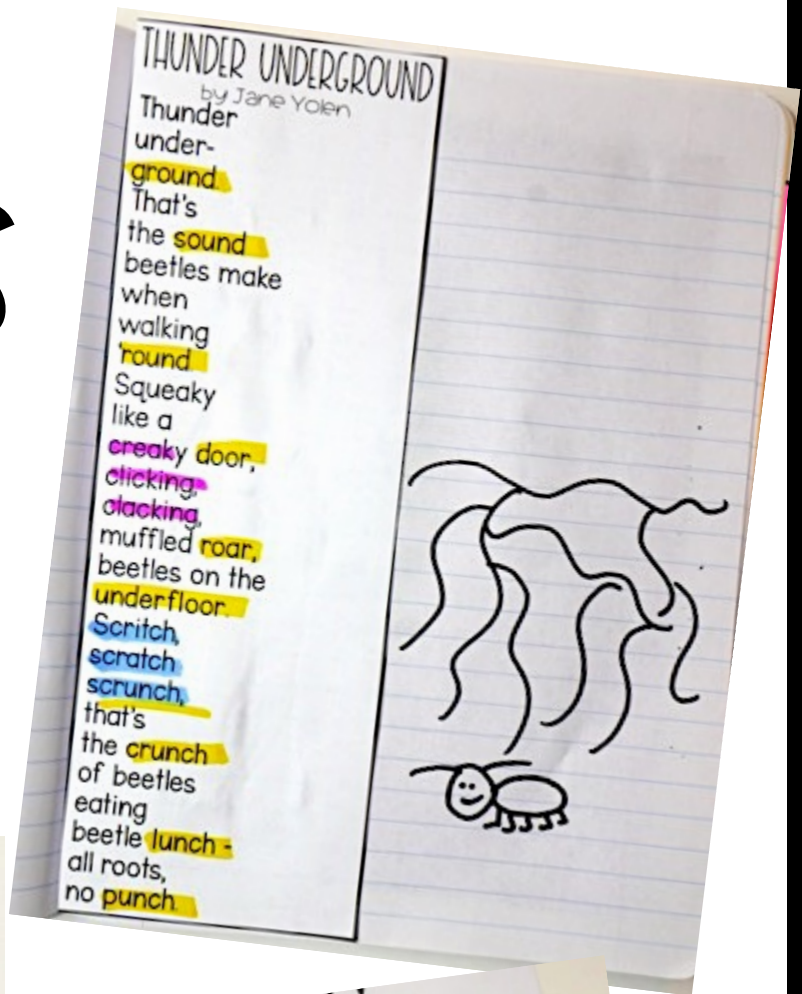 THUNDER UNDERGROUND
by Jane Yolen
Thunder
under-
ground.
That's
the sound
beetles make
when
walking
'round.
Squeaky
like a
creaky door,
clicking,
clacking,
muffled roar,
beetles on the
underfloor.
Scritch,
scratch
scrunch,
that's
the crunch
of beetles
eating
beetle lunch -
all roots,
no punch.